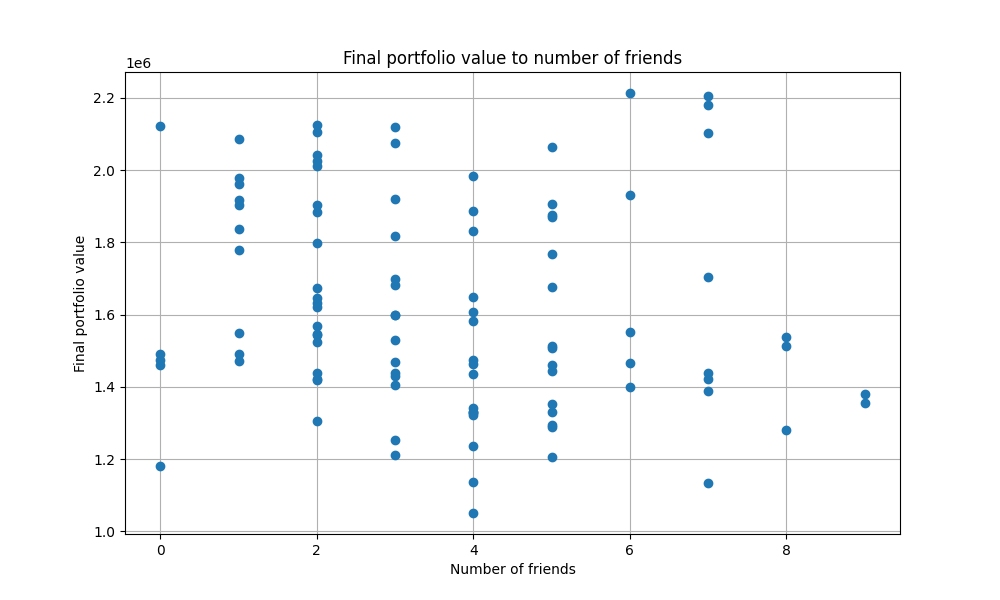 Final portfolio value to number of friends
1e6
2.2
2.0
1.8
1.6
1.4
1.2
1.0
Final portfolio value
0 2 4 6 8
Number of friends